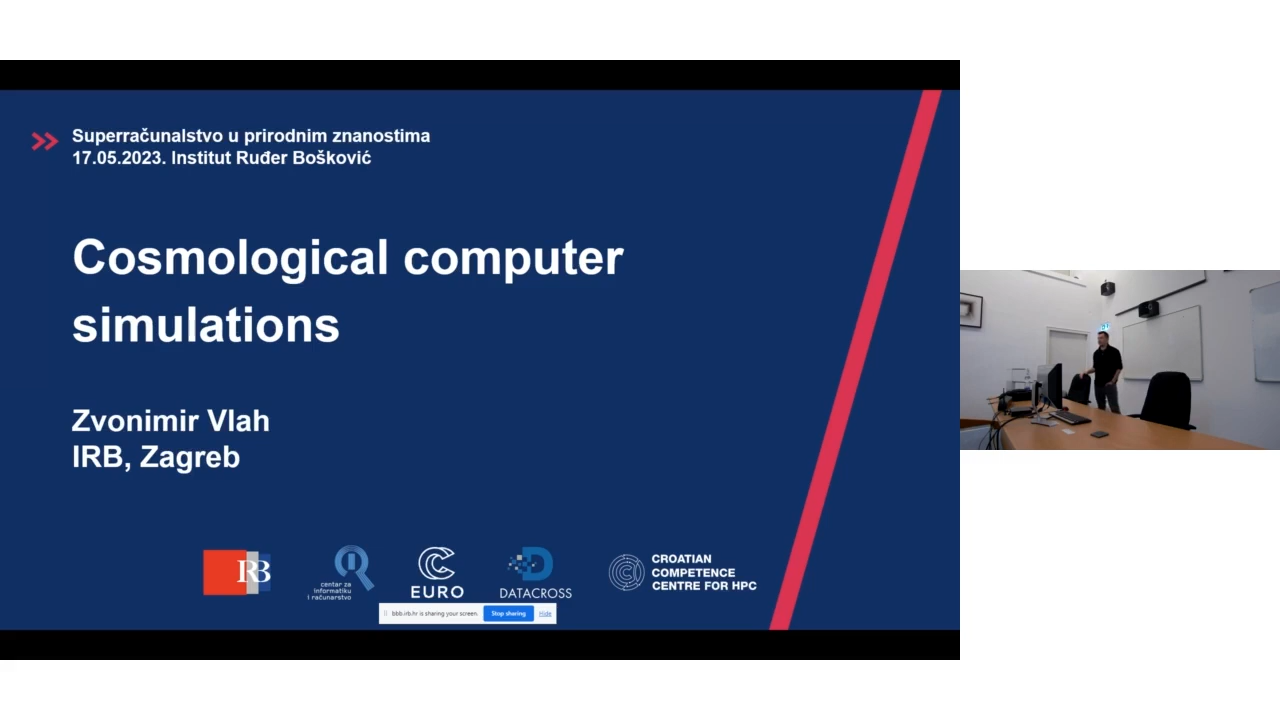 Superračunalstvo u prirodnim znanostima
17.05.2023. Institut Ruđer Bošković
Cosmological computer
simulations
Zvonimir Vlah
IRB, Zagreb
IRB
centar za
informatiku
i računarstvo
EURO
DATACROSS
CROATIAN
COMPETENCE
CENTRE FOR HPC
bbb.irb.hr is sharing your screen.
Stop sharing
Hide